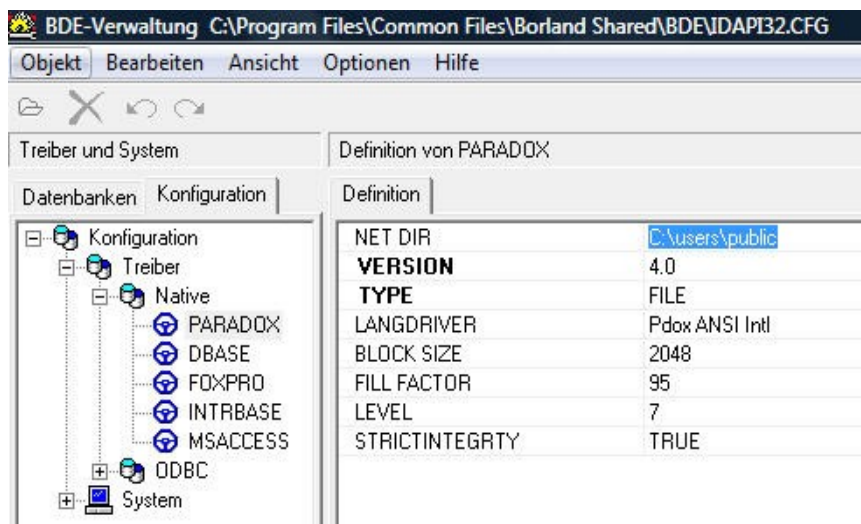 BDE-Verwaltung C:\Program Files\Common Files\Borland Shared\BDE\IDAPI32.CFG
Objekt Bearbeiten Ansicht Optionen Hilfe
Treiber und System
Definition von PARADOX
Datenbanken Konfiguration
Definition
Konfiguration
Treiber
Native
PARADOX
DBASE
FOXPRO
INTRBASE
MSACCESS
ODBC
System
NET DIR C:\users\public
VERSION 4.0
TYPE FILE
LANGDRIVER Pdox ANSI Intl
BLOCK SIZE 2048
FILL FACTOR 95
LEVEL 7
STRICTINTEGRTY TRUE